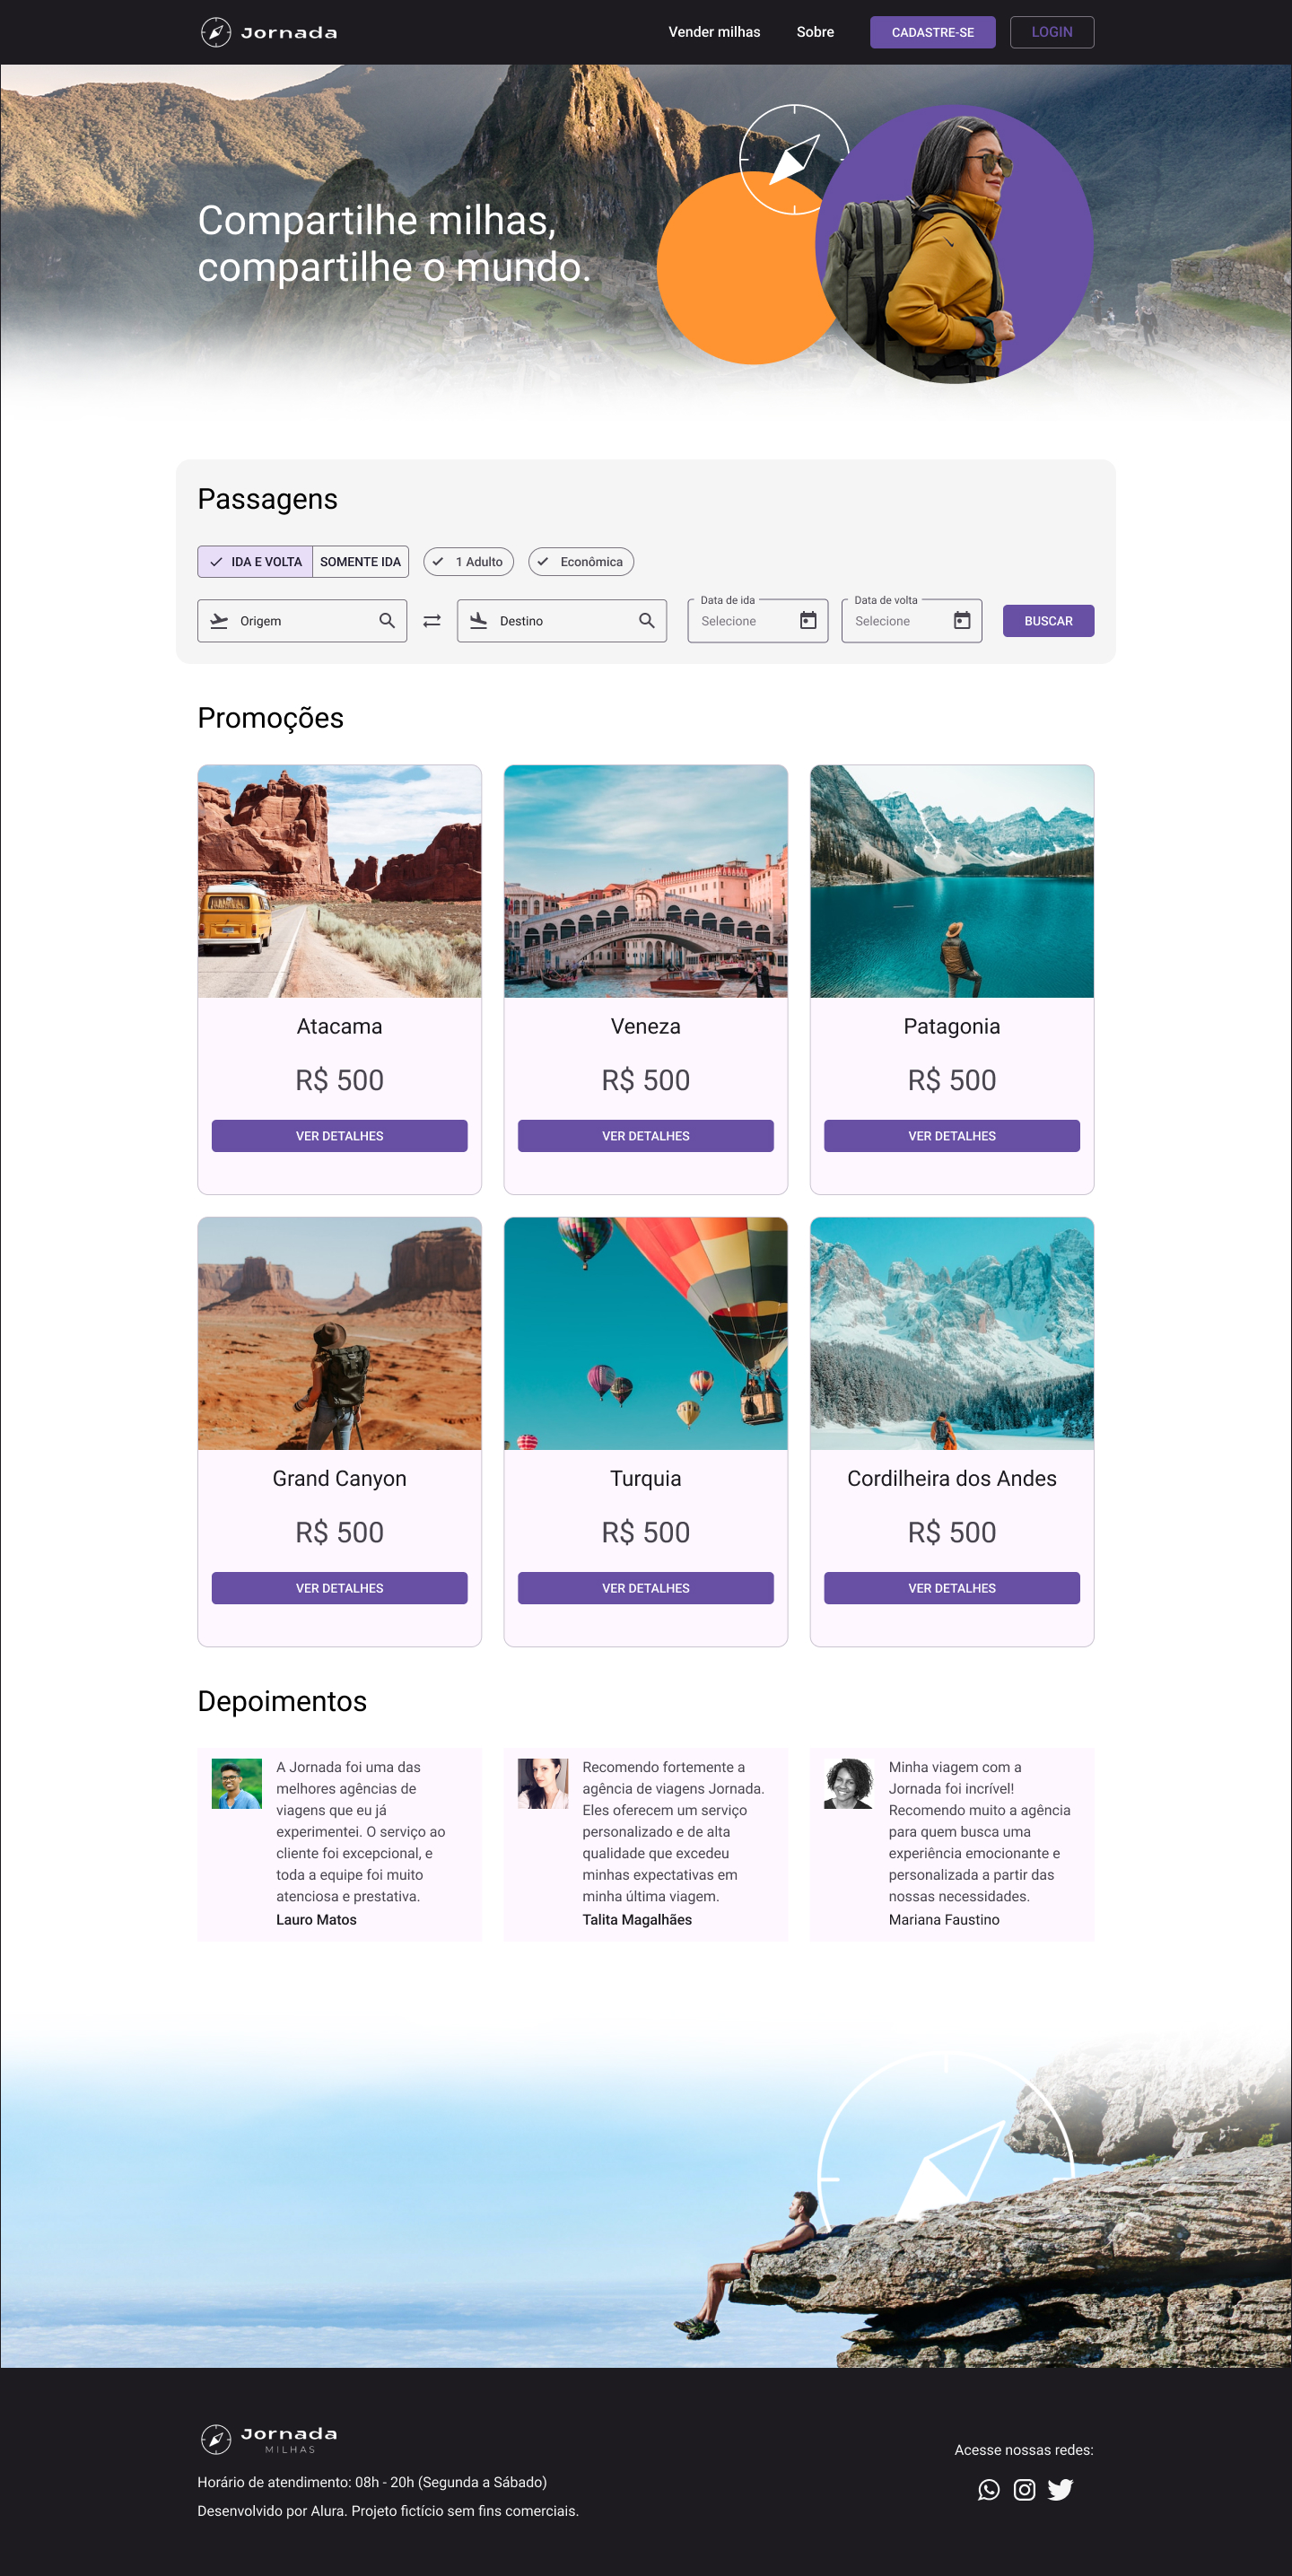 Jornada
Vender milhas
Sobre
CADASTRE-SE
LOGIN
Compartilhe milhas,
compartilhe o mundo.
Passagens
IDA E VOLTA
SOMENTE IDA
1 Adulto
Econômica
Origem
Destino
Data de ida
Selecione
Data de volta
Selecione
BUSCAR
Promoções
Atacama
R$ 500
VER DETALHES
Veneza
R$ 500
VER DETALHES
Patagonia
R$ 500
VER DETALHES
Grand Canyon
R$ 500
VER DETALHES
Turquia
R$ 500
VER DETALHES
Cordilheira dos Andes
R$ 500
VER DETALHES
Depoimentos
A Jornada foi uma das
melhores agências de
viagens que eu já
experimentei. O serviço ao
cliente foi excepcional, e
toda a equipe foi muito
atenciosa e prestativa.
Lauro Matos
Recomendo fortemente a
agência de viagens Jornada.
Eles oferecem um serviço
personalizado e de alta
qualidade que excedeu
minhas expectativas em
minha última viagem.
Talita Magalhães
Minha viagem com a
Jornada foi incrível!
Recomendo muito a agência
para quem busca uma
experiência emocionante e
personalizada a partir das
nossas necessidades.
Mariana Faustino
Jornada
MILHAS
Horário de atendimento: 08h - 20h (Segunda a Sábado)
Desenvolvido por Alura. Projeto fictício sem fins comerciais.
Acesse nossas redes: